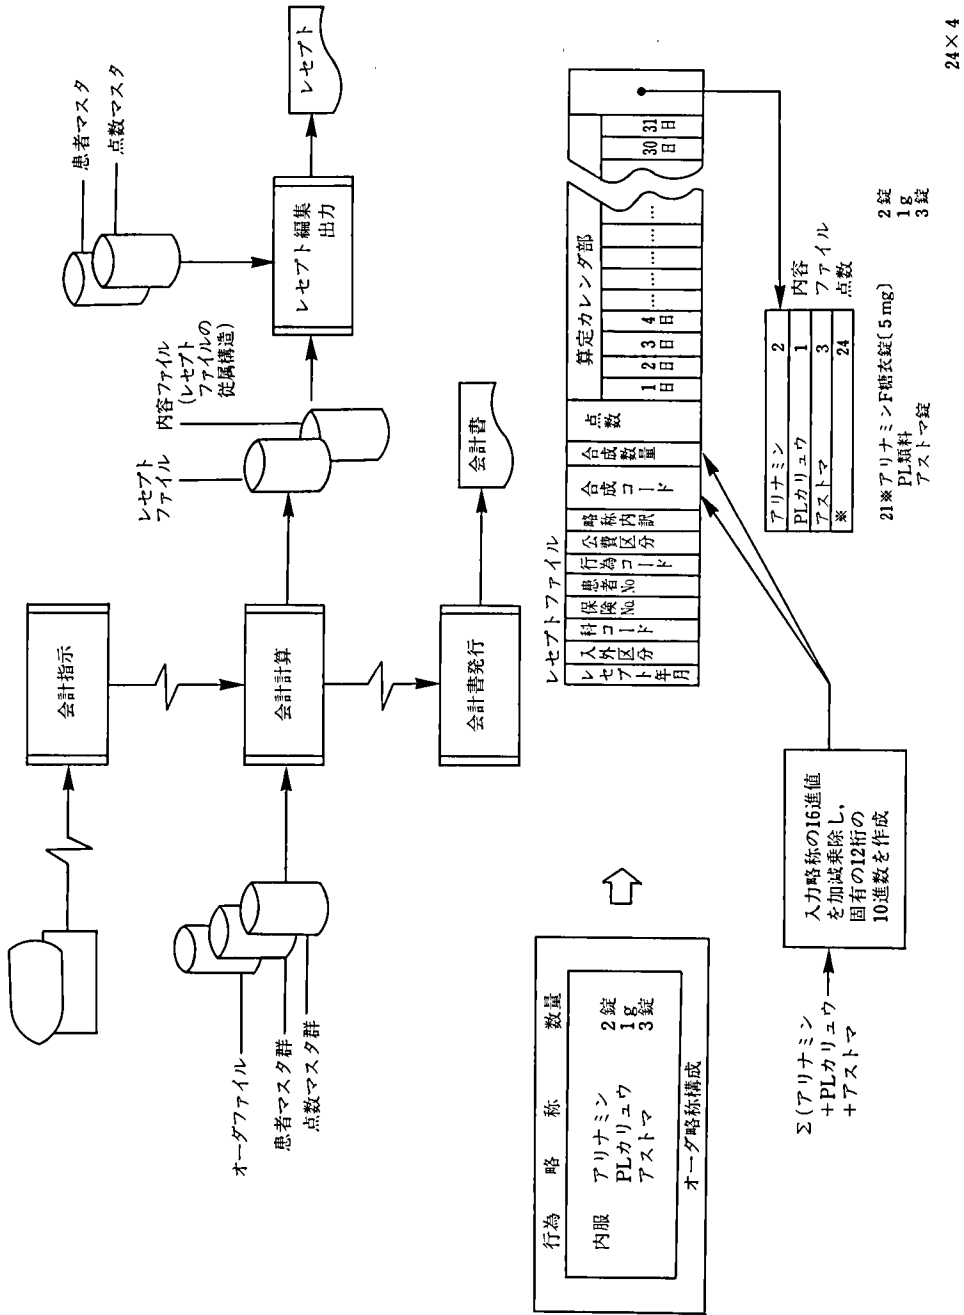 会計指示
会計計算
会計書発行
オーダファイル
患者マスタ群
点数マスタ群
レセプト
ファイル
内容ファイル
(レセプト
ファイルの
従属構造)
会計書
患者マスタ
点数マスタ
レセプト編集
出力
レセプト
行為 略 称 数量
内服 アリナミン 2錠
PLカリュウ 1g
アストマ 3錠
オーダ略称構成
Σ(アリナミン
+PLカリュウ
+アストマ
入力略称の16進値
を加減乗除し,
固有の12桁の
10進数を作成
レセプトファイル
レセプト年月
入外区分
科コード
保険No.
患者No
行為コード
公費区分
略称内訳
合成コード
合成数量
点数
算定カレンダ部
1日 2日 3日 4日 …… …… …… 30日 31日
アリナミン 2
PLカリュウ 1
アストマ 3
※ 24
内容
ファイル
点数
21※アリナミンF糖衣錠〔5mg〕 2錠
PL類料 1g
アストマ錠 3錠
24×4